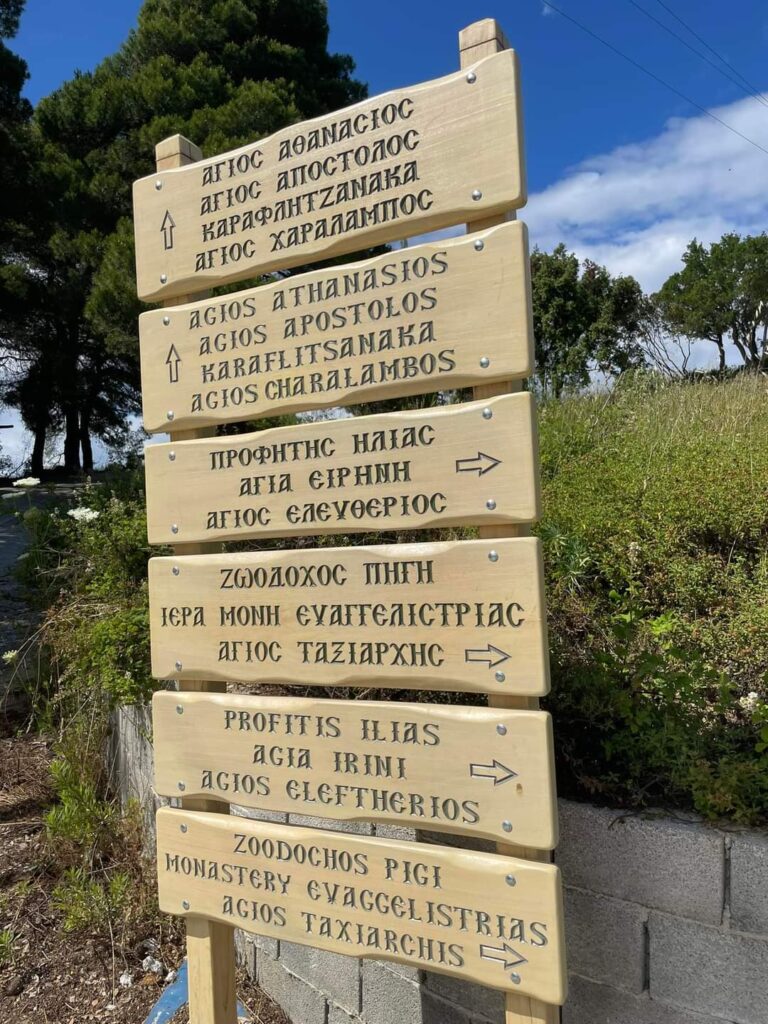 ΑΓΙΟΣ ΑΘΑΝΑΣΙΟΣ
ΑΓΙΟΣ ΑΠΟΣΤΟΛΟΣ
ΚΑΡΑΦΛΗΤΖΑΝΑΚΑ
ΑΓΙΟΣ ΧΑΡΑΛΑΜΠΟΣ
AGIOS ATHANASIOS
AGIOS APOSTOLOS
KARAFLITSANAKA
AGIOS CHARALAMBOS
ΠΡΟΦΗΤΗΣ ΗΛΙΑΣ
ΑΓΙΑ ΕΙΡΗΝΗ
ΑΓΙΟΣ ΕΛΕΥΘΕΡΙΟΣ
ΖΩΟΔΟΧΟΣ ΠΗΓΗ
ΙΕΡΑ ΜΟΝΗ ΕΥΑΓΓΕΛΙΣΤΡΙΑΣ
ΑΓΙΟΣ ΤΑΞΙΑΡΧΗΣ
PROFITIS ILIAS
AGIA IRINI
AGIOS ELEFTHERIOS
ZOODOCHOS PIGI
MONASTERY EVAGGELISTRIAS
AGIOS TAXIARCHIS